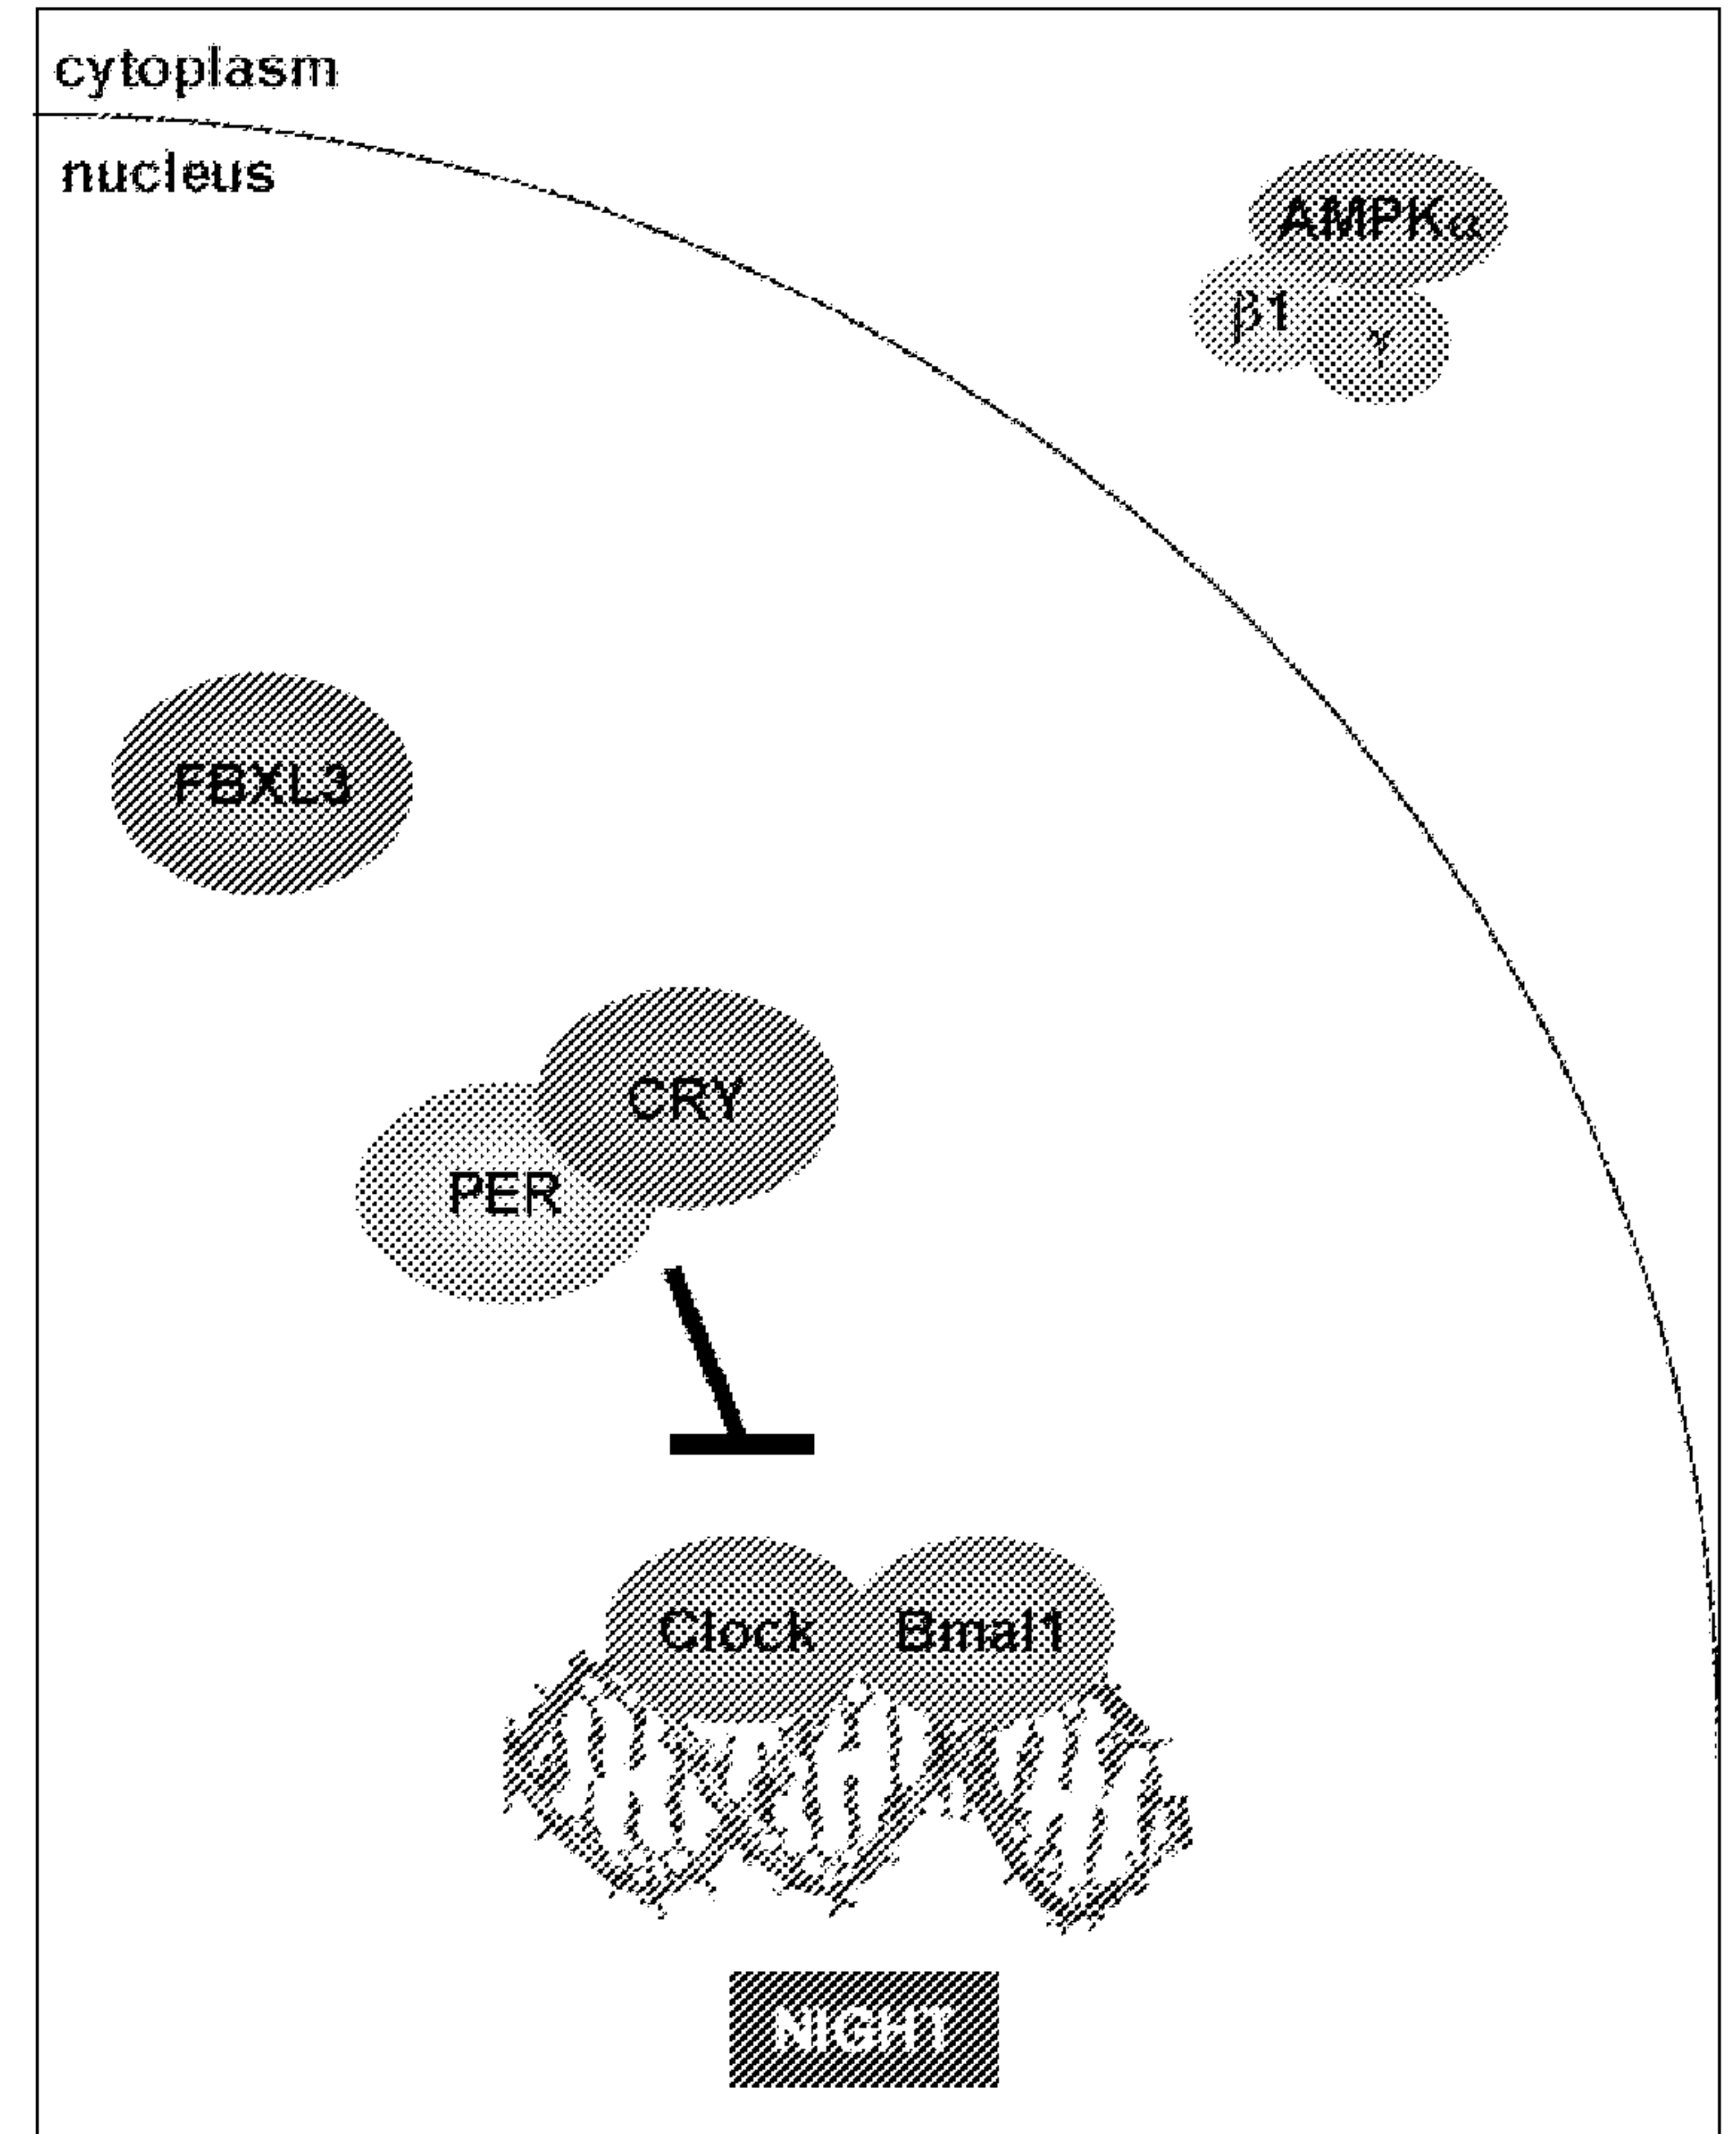 cytoplasm
nucleus
AMPKα
β1
γ
FBXL3
CRY
PER
Clock Bmal1
NIGHT